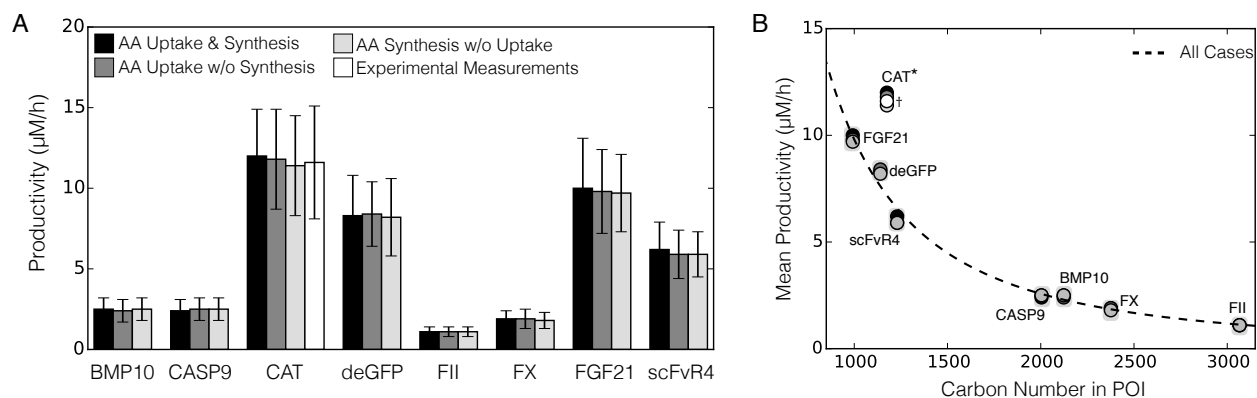 A
20
15
10
5
0
Productivity (µM/h)
AA Uptake & Synthesis
AA Uptake w/o Synthesis
AA Synthesis w/o Uptake
Experimental Measurements
BMP10 CASP9 CAT deGFP FII FX FGF21 scFvR4
B
15
10
5
0
Mean Productivity (µM/h)
All Cases
CAT*
†
FGF21
deGFP
scFvR4
BMP10
CASP9
FX
FII
1000 1500 2000 2500 3000
Carbon Number in POI